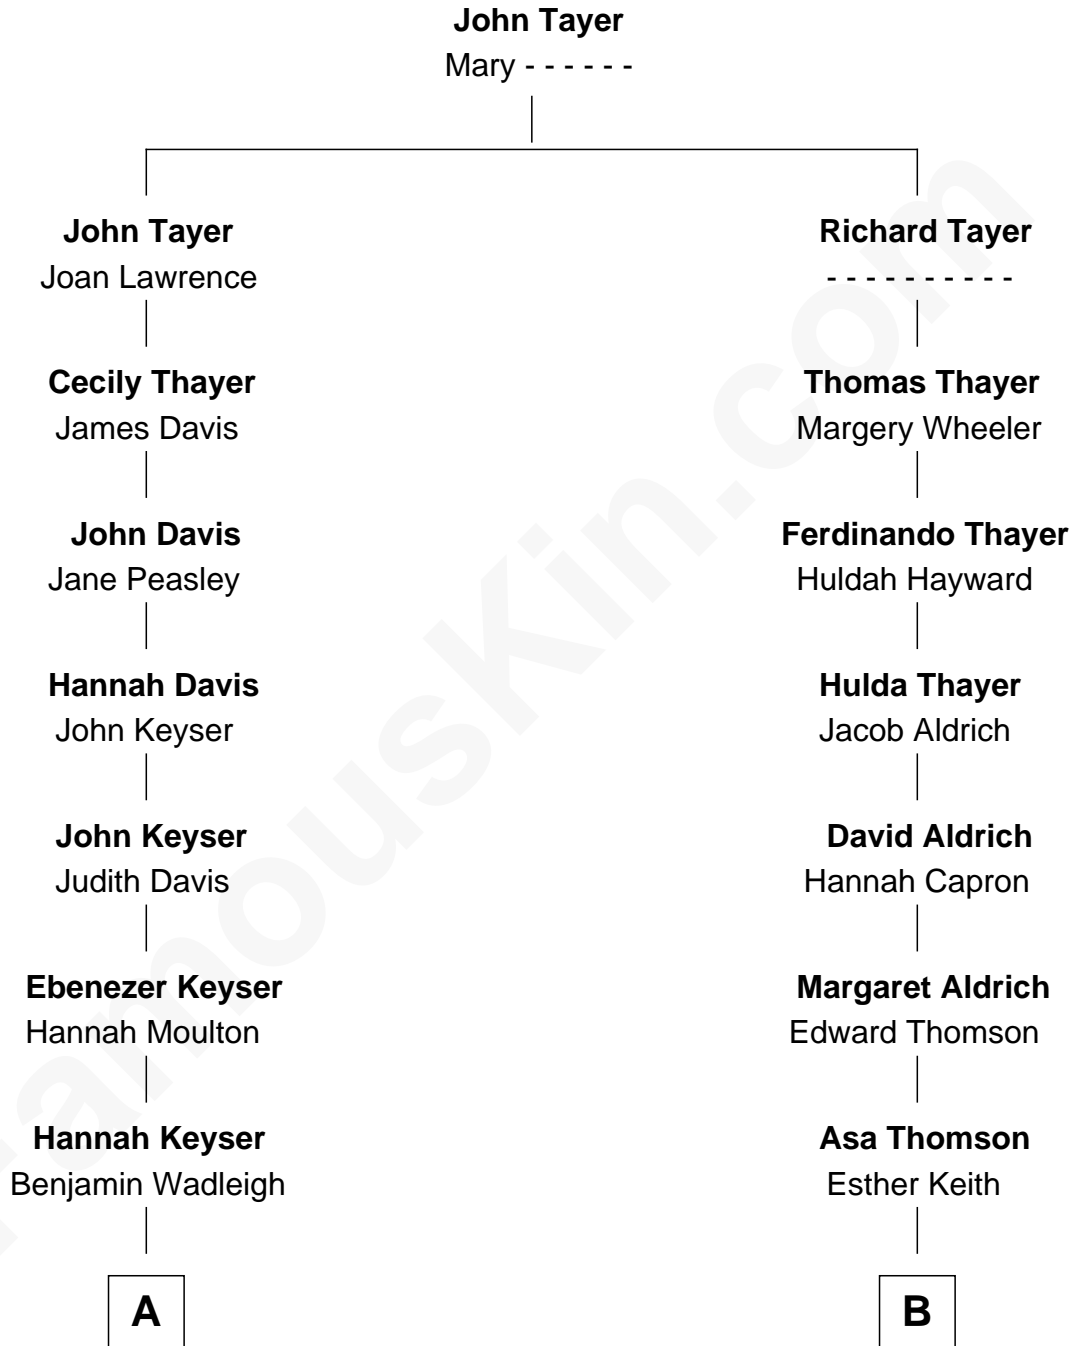 John Tayer
Mary - - - - - -
John Tayer
Joan Lawrence
Cecily Thayer
James Davis
John Davis
Jane Peasley
Hannah Davis
John Keyser
John Keyser
Judith Davis
Ebenezer Keyser
Hannah Moulton
Hannah Keyser
Benjamin Wadleigh
A
Richard Tayer
- - - - - - - - - -
Thomas Thayer
Margery Wheeler
Ferdinando Thayer
Huldah Hayward
Hulda Thayer
Jacob Aldrich
David Aldrich
Hannah Capron
Margaret Aldrich
Edward Thomson
Asa Thomson
Esther Keith
B
FamousKin.com